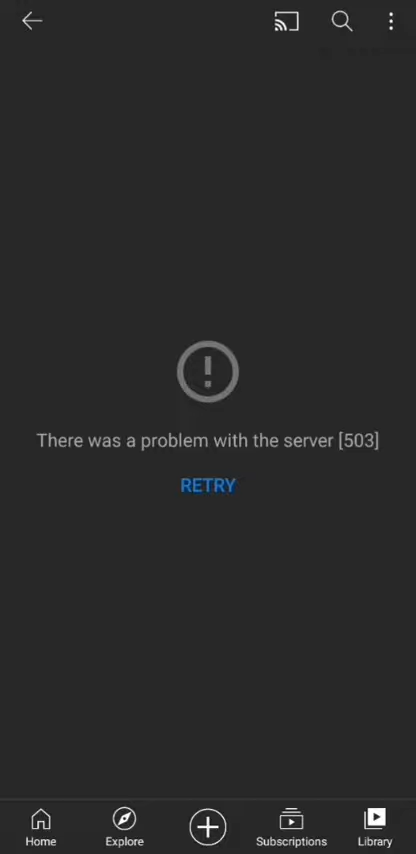 There was a problem with the server [503]
RETRY
Home
Explore
Subscriptions
Library